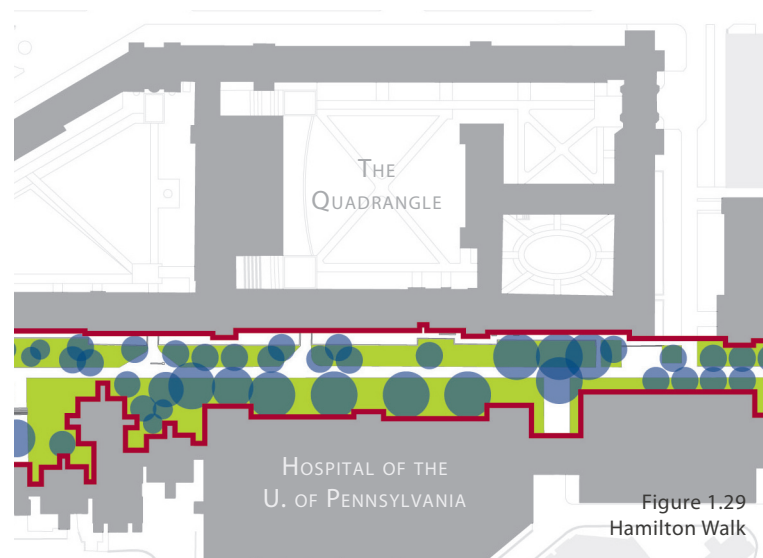 The
Quadrangle
Hospital of the
U. of Pennsylvania
Figure 1.29
Hamilton Walk